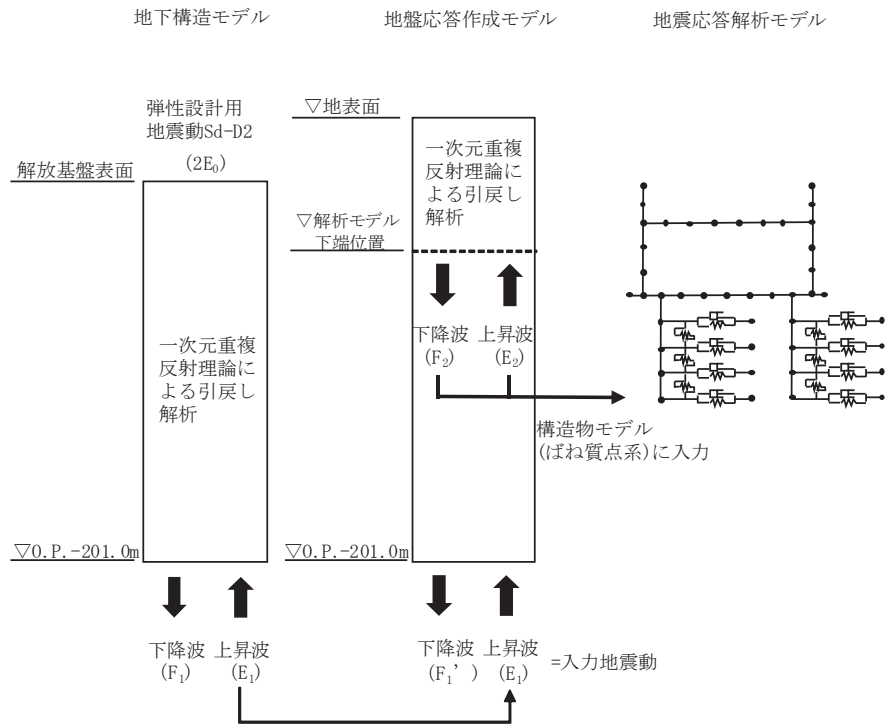 地下構造モデル
地盤応答作成モデル
地震応答解析モデル
弾性設計用
地震動Sd-D2
(2E₀)
解放基盤表面
一次元重複
反射理論に
よる引戻し
解析
▽O.P.-201.0m
下降波 上昇波
(F₁) (E₁)
▽地表面
一次元重複
反射理論に
よる引戻し
解析
▽解析モデル
下端位置
下降波 上昇波
(F₂) (E₂)
構造物モデル
(ばね質点系)に入力
▽O.P.-201.0m
下降波 上昇波
(F₁’) (E₁)
=入力地震動